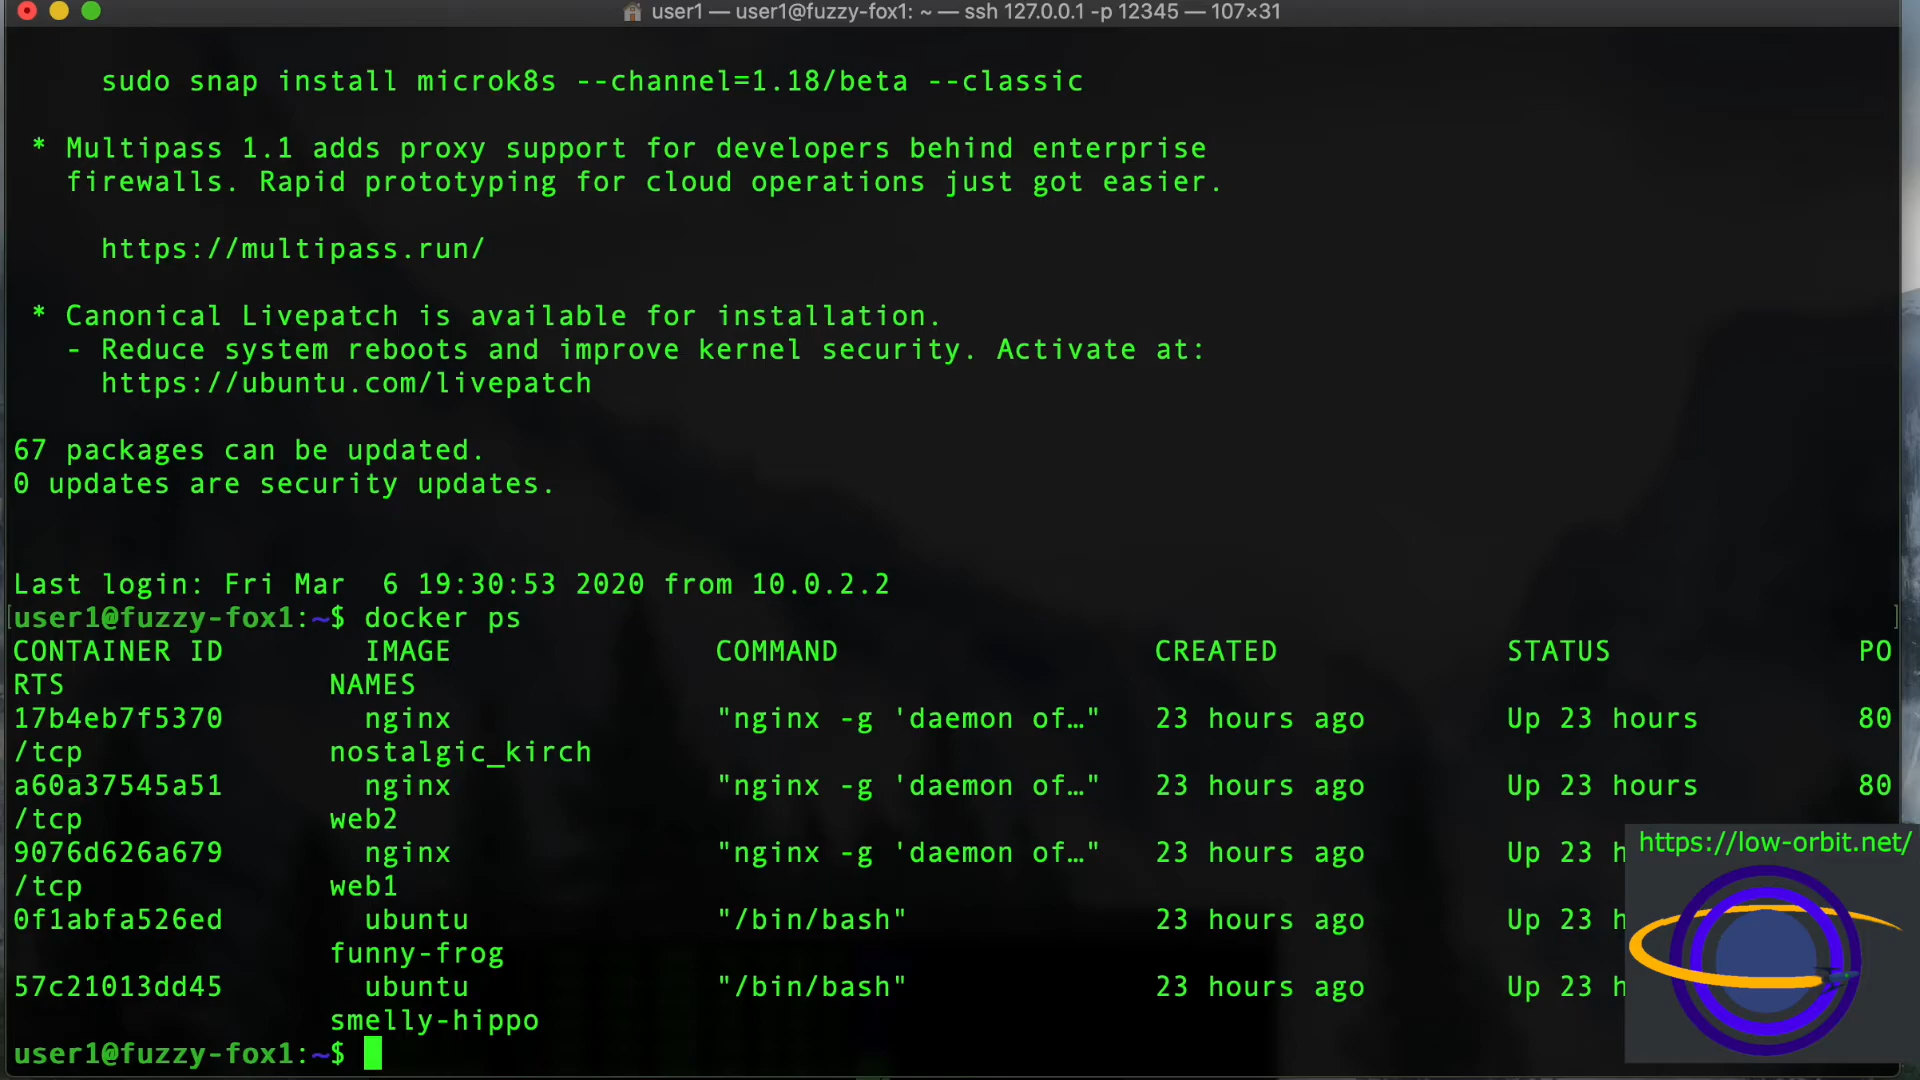 user1 — user1@fuzzy-fox1: ~ — ssh 127.0.0.1 -p 12345 — 107×31
sudo snap install microk8s --channel=1.18/beta --classic
* Multipass 1.1 adds proxy support for developers behind enterprise
firewalls. Rapid prototyping for cloud operations just got easier.
https://multipass.run/
* Canonical Livepatch is available for installation.
- Reduce system reboots and improve kernel security. Activate at:
https://ubuntu.com/livepatch
67 packages can be updated.
0 updates are security updates.
Last login: Fri Mar  6 19:30:53 2020 from 10.0.2.2
[user1@fuzzy-fox1:~$ docker ps ]
CONTAINER ID IMAGE COMMAND CREATED STATUS PO
RTS NAMES
17b4eb7f5370 nginx "nginx -g 'daemon of…" 23 hours ago Up 23 hours 80
/tcp nostalgic_kirch
a60a37545a51 nginx "nginx -g 'daemon of…" 23 hours ago Up 23 hours 80
/tcp web2
9076d626a679 nginx "nginx -g 'daemon of…" 23 hours ago Up 23 h
/tcp web1
0f1abfa526ed ubuntu "/bin/bash" 23 hours ago Up 23 h
funny-frog
57c21013dd45 ubuntu "/bin/bash" 23 hours ago Up 23 h
smelly-hippo
user1@fuzzy-fox1:~$
https://low-orbit.net/